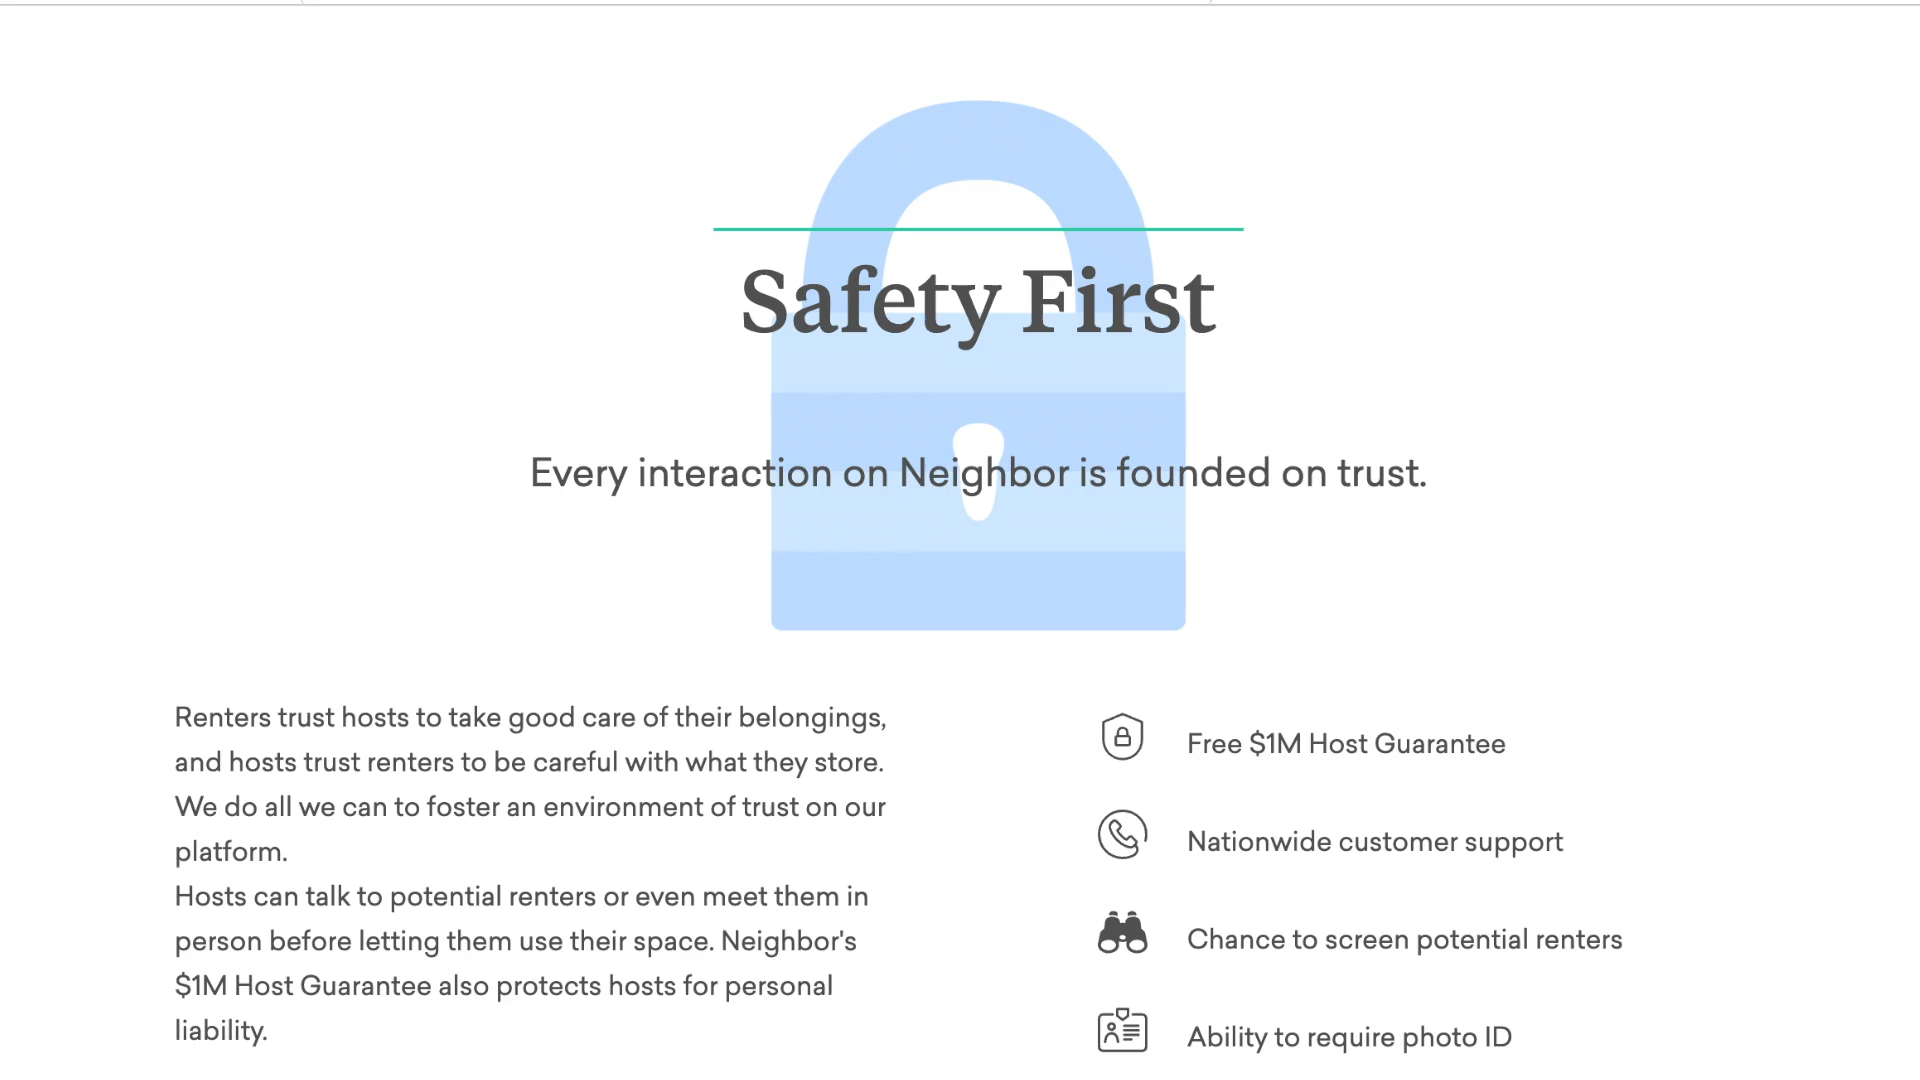 Safety First
Every interaction on Neighbor is founded on trust.
Renters trust hosts to take good care of their belongings,
and hosts trust renters to be careful with what they store.
We do all we can to foster an environment of trust on our
platform.
Hosts can talk to potential renters or even meet them in
person before letting them use their space. Neighbor's
$1M Host Guarantee also protects hosts for personal
liability.
Free $1M Host Guarantee
Nationwide customer support
Chance to screen potential renters
Ability to require photo ID